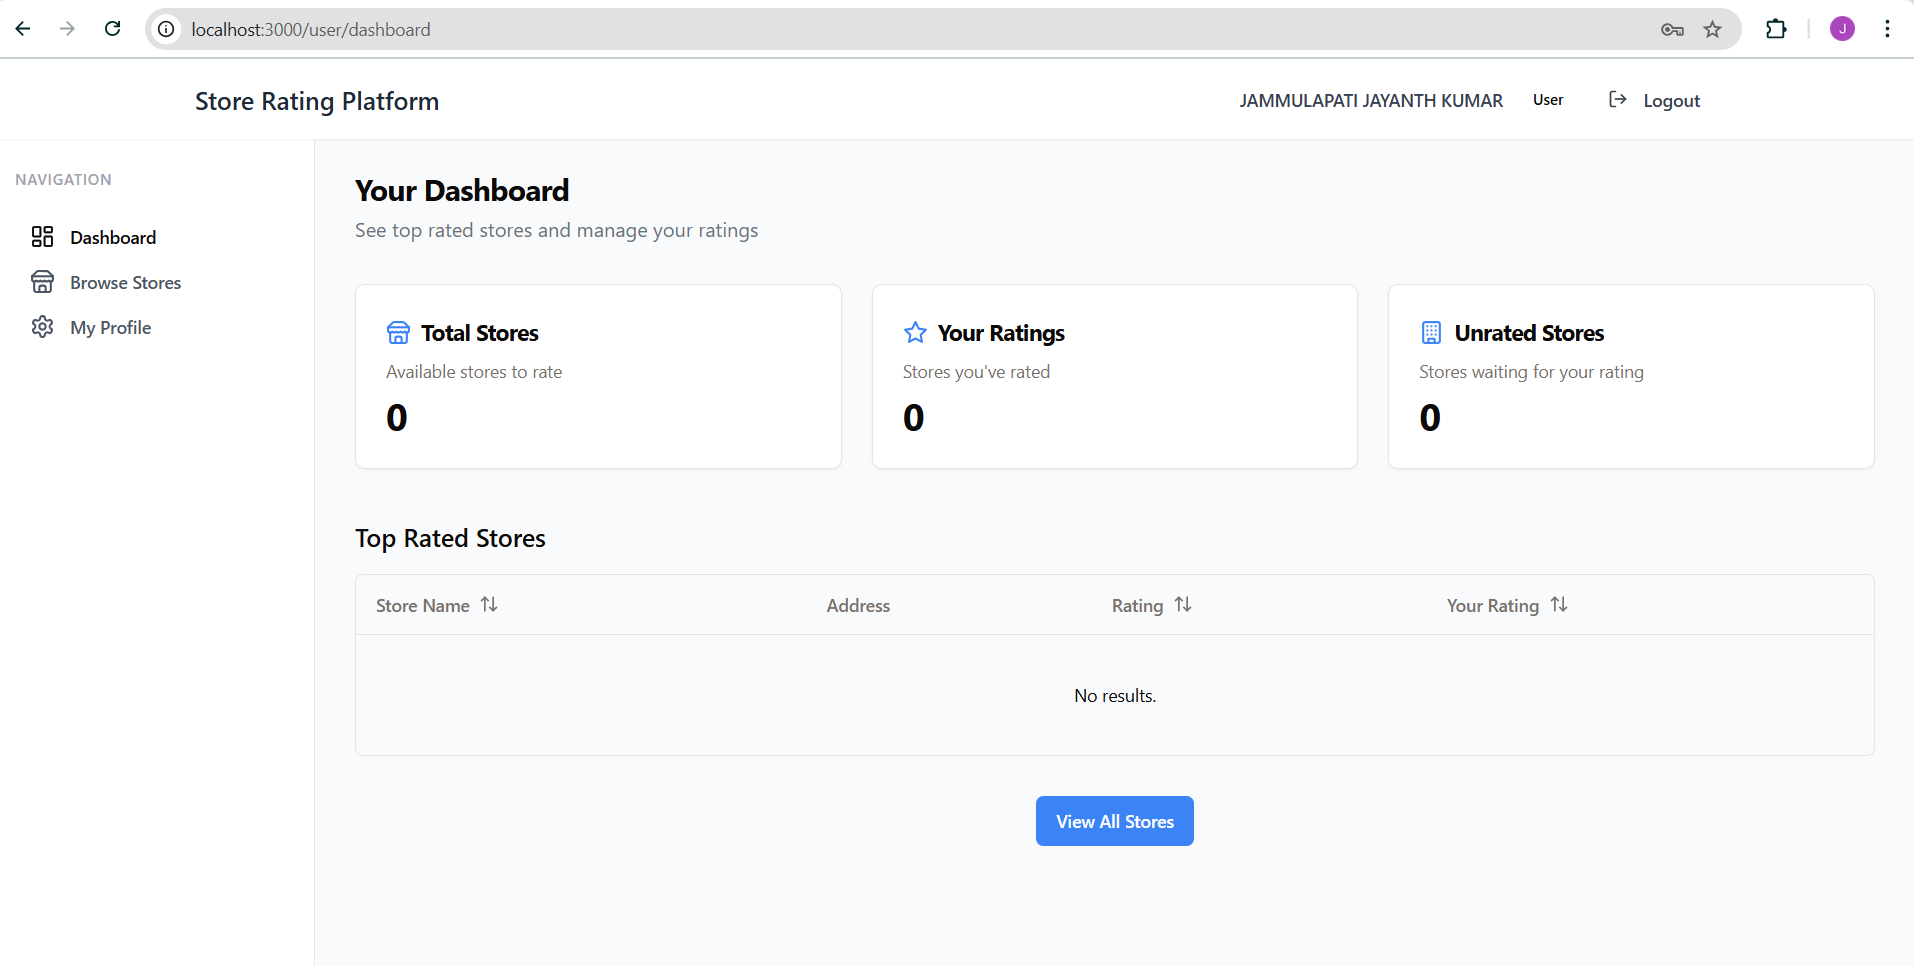 localhost:3000/user/dashboard
J
Store Rating Platform
JAMMULAPATI JAYANTH KUMAR User Logout
NAVIGATION
Dashboard
Browse Stores
My Profile
Your Dashboard
See top rated stores and manage your ratings
Total Stores
Available stores to rate
0
Your Ratings
Stores you've rated
0
Unrated Stores
Stores waiting for your rating
0
Top Rated Stores
Store Name Address Rating Your Rating
No results.
View All Stores